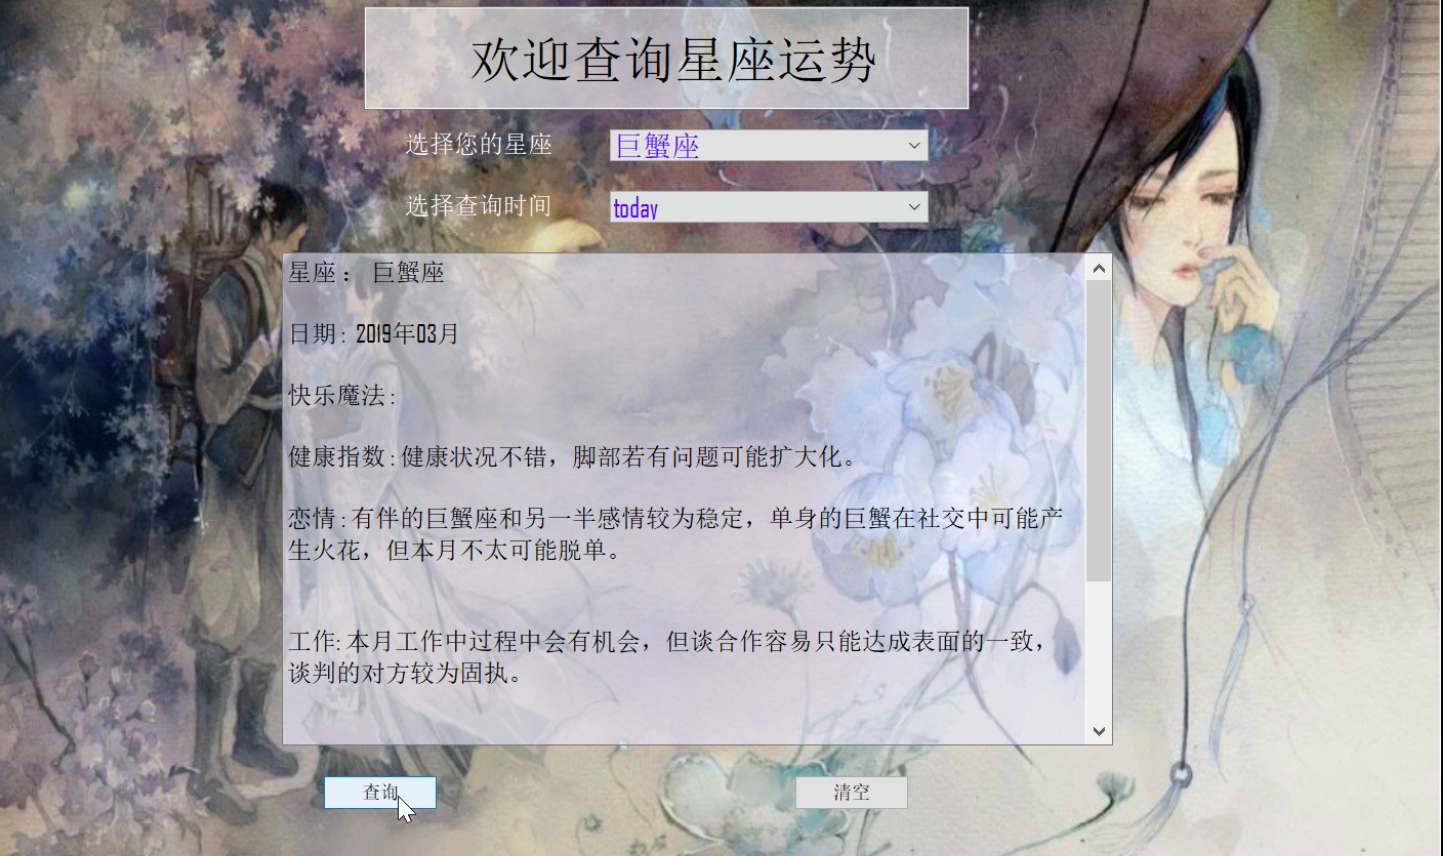 欢迎查询星座运势
选择您的星座 巨蟹座
选择查询时间 today
星座： 巨蟹座
日期: 2019年03月
快乐魔法:
健康指数:健康状况不错，脚部若有问题可能扩大化。
恋情:有伴的巨蟹座和另一半感情较为稳定，单身的巨蟹在社交中可能产
生火花，但本月不太可能脱单。
工作:本月工作中过程中会有机会，但谈合作容易只能达成表面的一致，
谈判的对方较为固执。
查询 清空